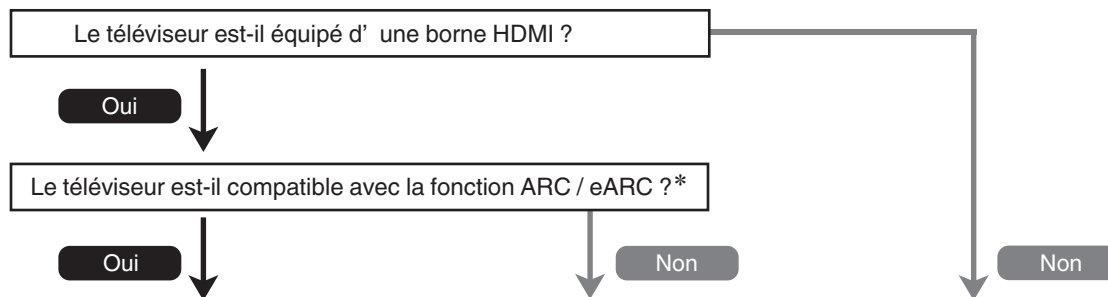 Le téléviseur est-il équipé d’ une borne HDMI ?
Oui
Le téléviseur est-il compatible avec la fonction ARC / eARC ?*
Oui
Non
Non